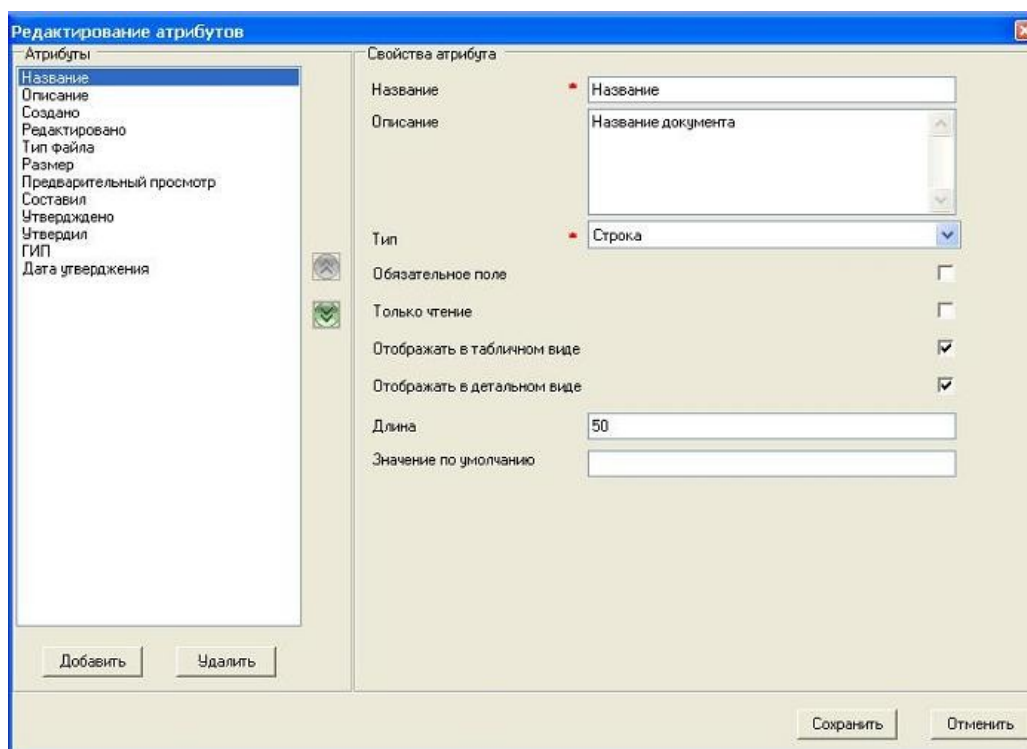 Редактирование атрибутов
Атрибуты
Название
Описание
Создано
Редактировано
Тип файла
Размер
Предварительный просмотр
Составил
Утверждено
Утвердил
ГИП
Дата утверждения
Добавить
Удалить
Свойства атрибута
Название * Название
Описание Название документа
Тип * Строка
Обязательное поле
Только чтение
Отображать в табличном виде
Отображать в детальном виде
Длина 50
Значение по умолчанию
Сохранить
Отменить